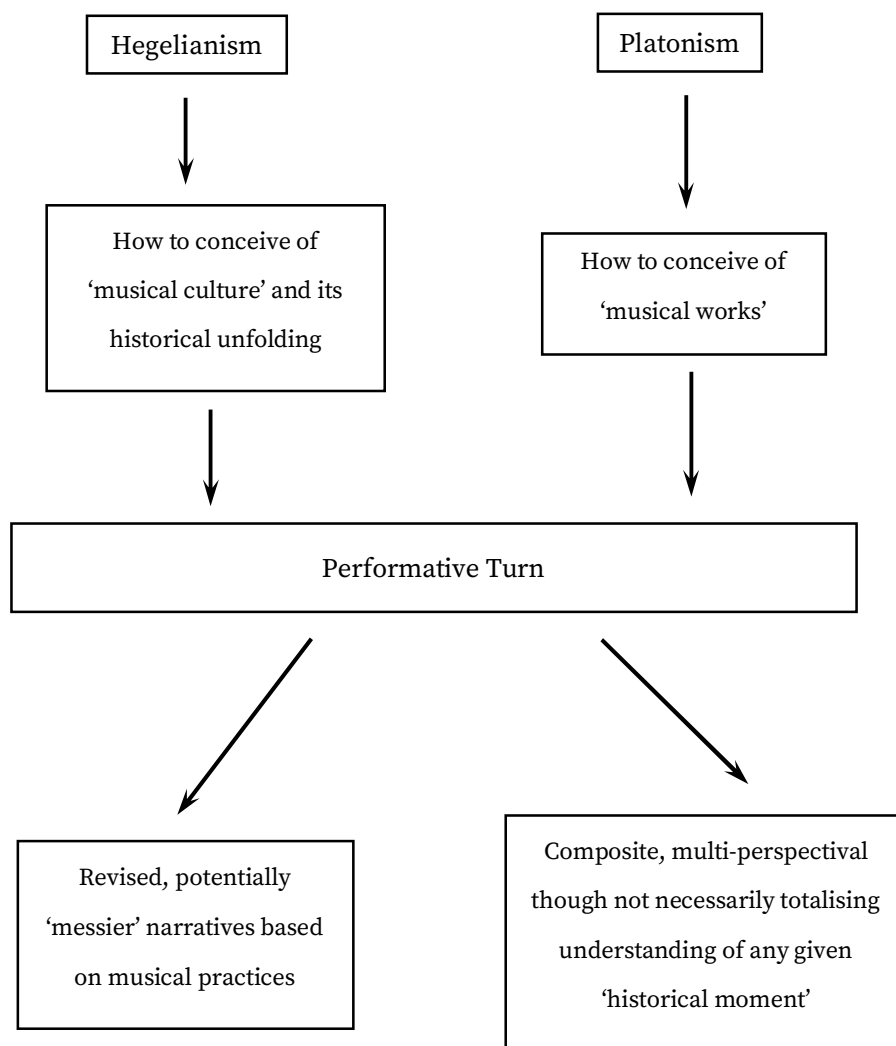 Hegelianism
Platonism
How to conceive of
‘musical culture’ and its
historical unfolding
How to conceive of
‘musical works’
Performative Turn
Revised, potentially
‘messier’ narratives based
on musical practices
Composite, multi-perspectival
though not necessarily totalising
understanding of any given
‘historical moment’